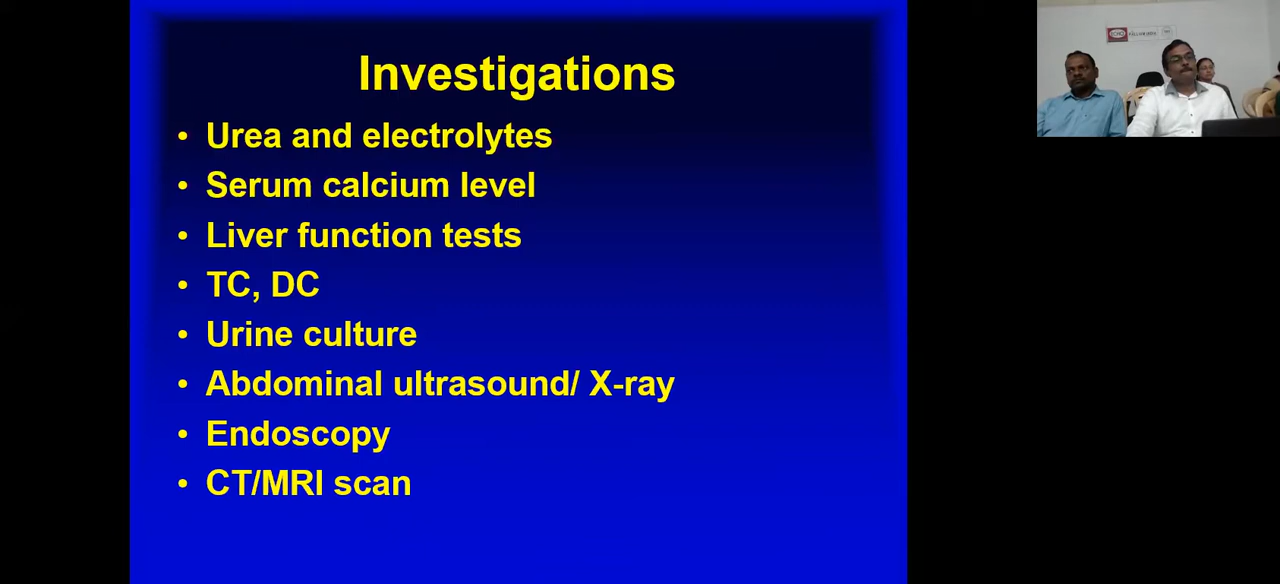 Investigations
• Urea and electrolytes
• Serum calcium level
• Liver function tests
• TC, DC
• Urine culture
• Abdominal ultrasound/ X-ray
• Endoscopy
• CT/MRI scan